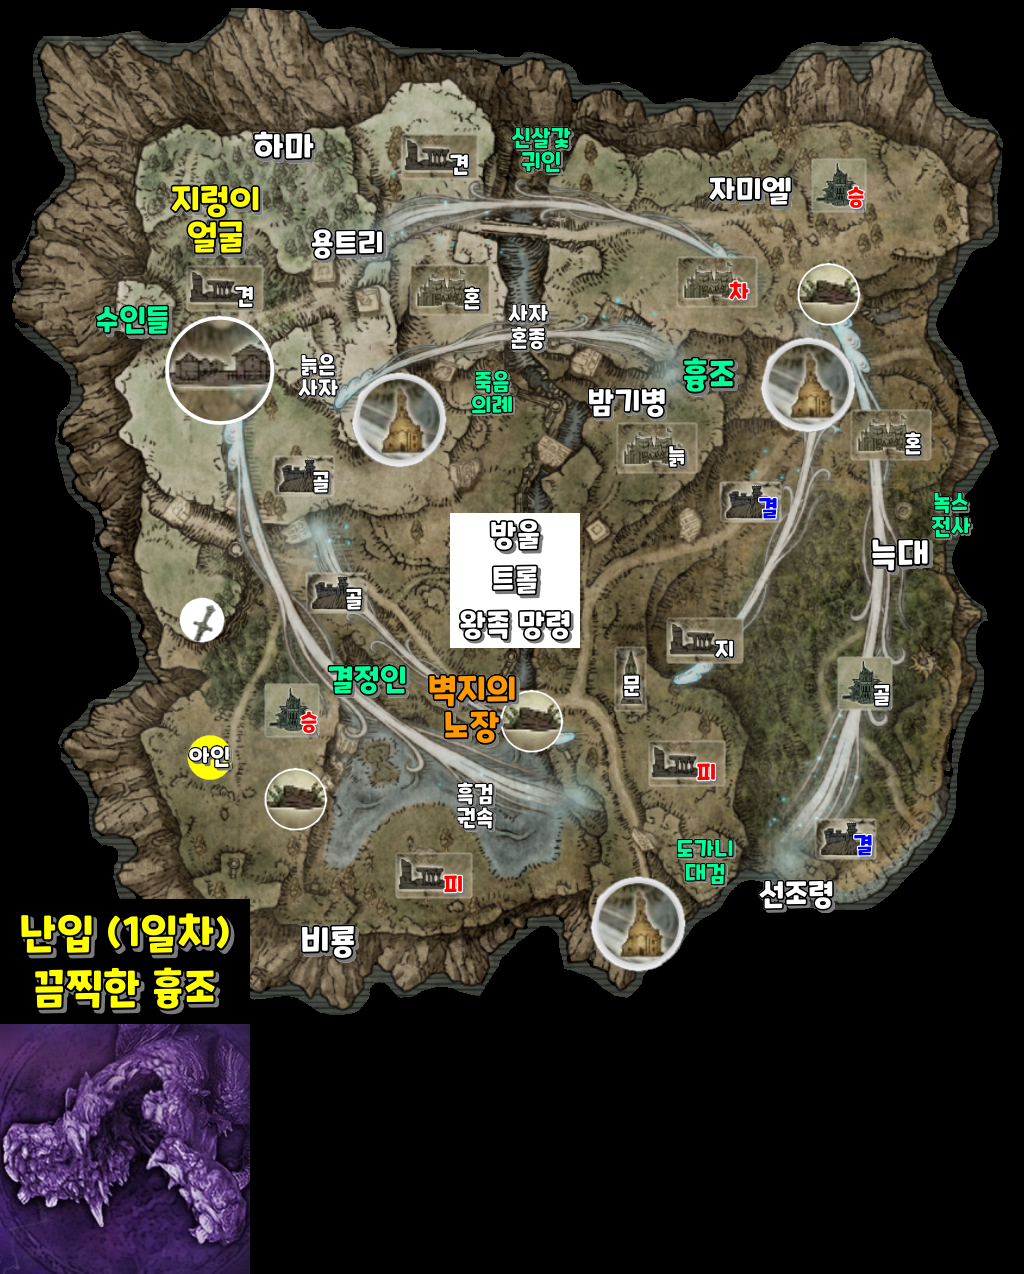 하마
견
신살갗
귀인
자미엘
승
지렁이
얼굴
용트리
견
혼
차
수인들
사자
혼종
늙은
사자
죽음
의례
흉조
밤기병
늙
혼
골
결
녹스
전사
늑대
방울
트롤
왕족 망령
골
지
결정인
벽지의
노장
문
골
승
아인
피
흑검
권속
피
도가니
대검
결
선조령
비룡
난입 (1일차)
끔찍한 흉조